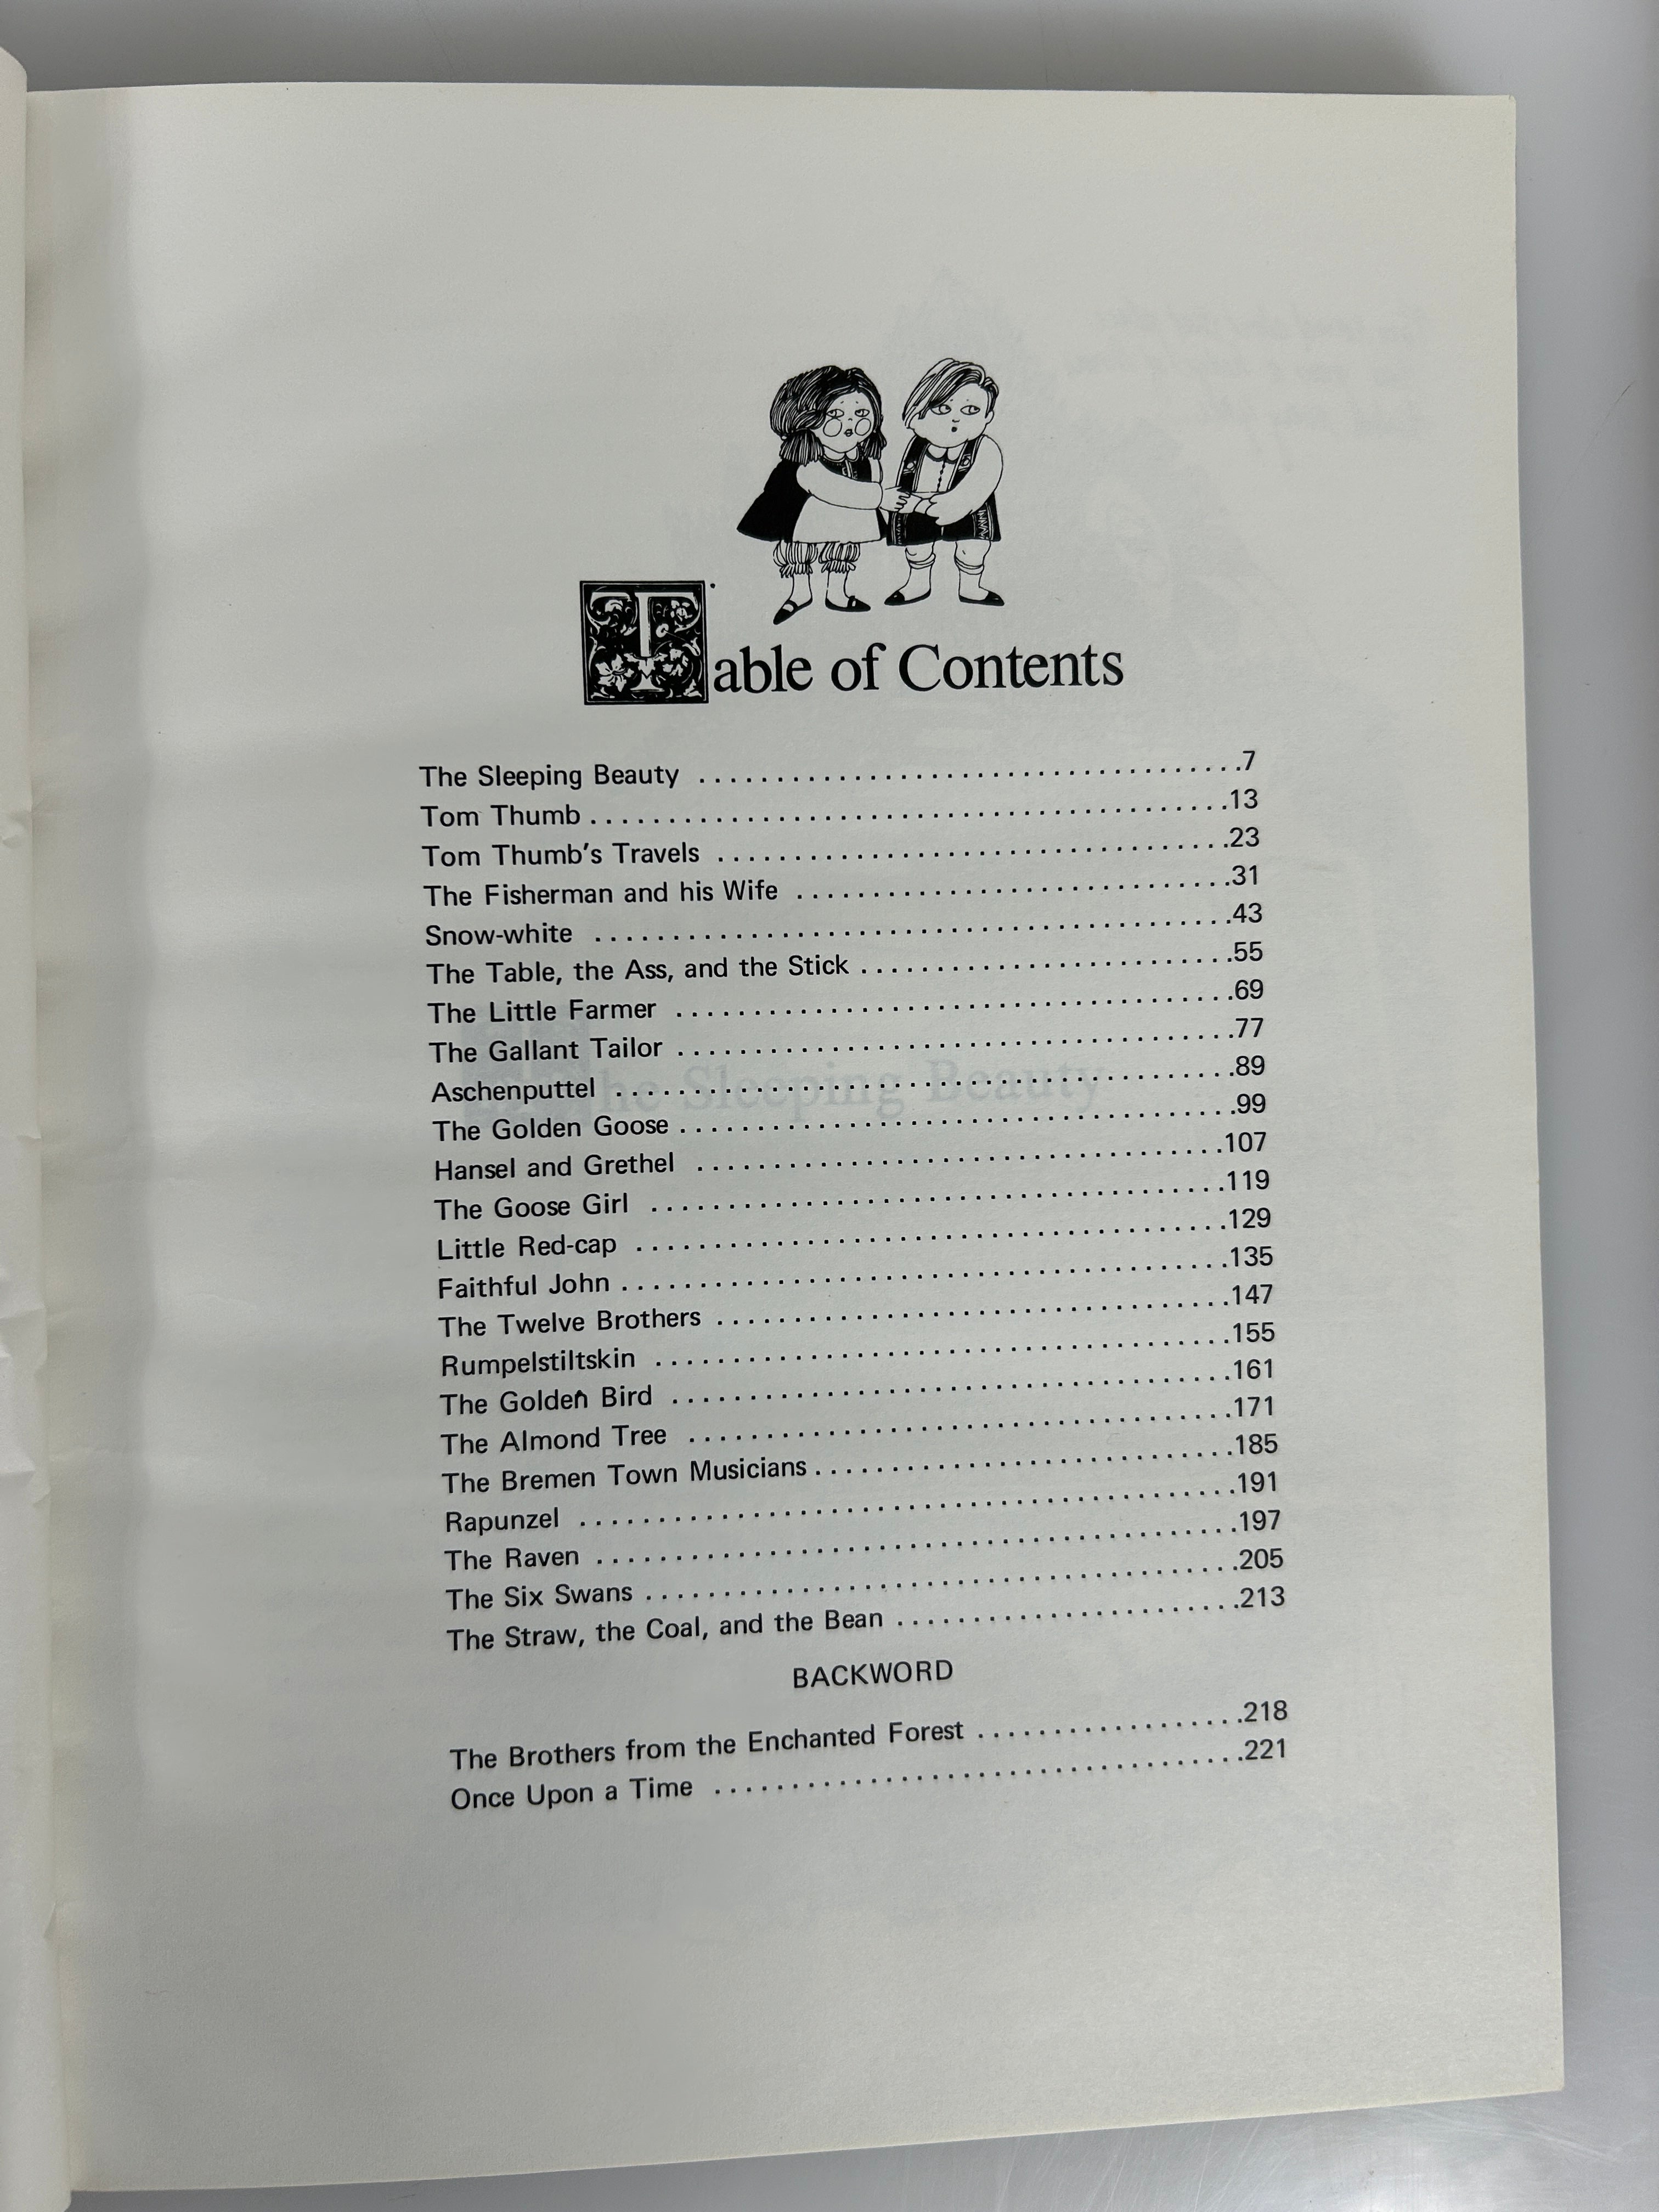 Table of Contents
The Sleeping Beauty ...................................7
Tom Thumb.........................................13
Tom Thumb's Travels .................................23
The Fisherman and his Wife ............................31
Snow-white .........................................43
The Table, the Ass, and the Stick........................55
The Little Farmer ....................................69
The Gallant Tailor ....................................77
Aschenputtel ........................................89
The Golden Goose....................................99
Hansel and Grethel ..................................107
The Goose Girl .....................................119
Little Red-cap ......................................129
Faithful John.......................................135
The Twelve Brothers .................................147
Rumpelstiltskin .....................................155
The Golden Bird ....................................161
The Almond Tree ...................................171
The Bremen Town Musicians...........................185
Rapunzel ..........................................191
The Raven .........................................197
The Six Swans ......................................205
The Straw, the Coal, and the Bean ......................213
BACKWORD
The Brothers from the Enchanted Forest ..................218
Once Upon a Time ..................................221
The Sleeping Beauty